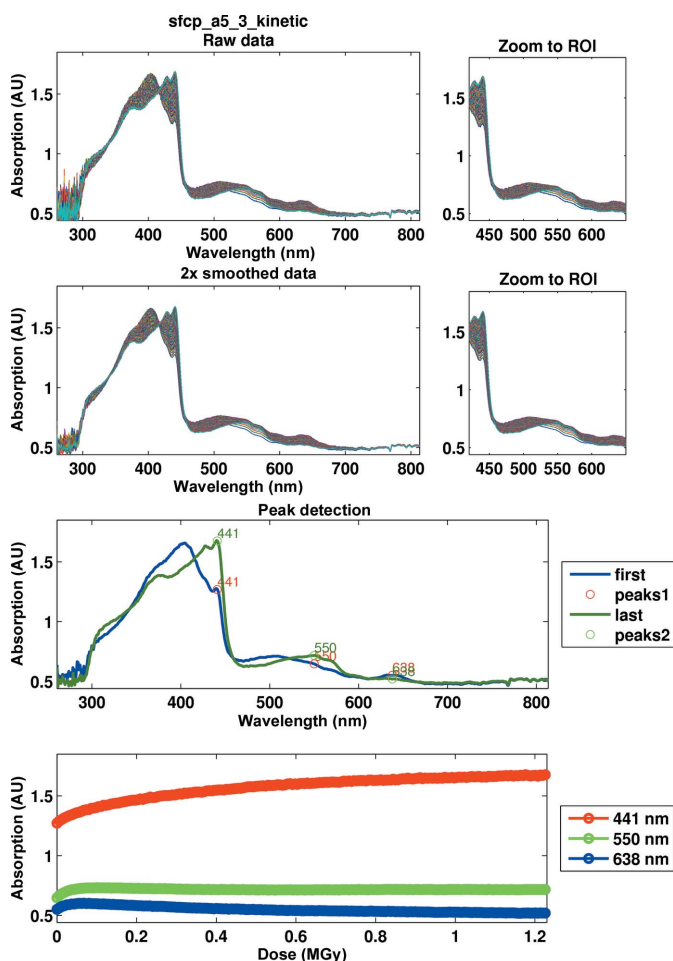 sfcp_a5_3_kinetic
Raw data
Zoom to ROI
Absorption (AU)
1.5
1
0.5
300 400 500 600 700 800
Wavelength (nm)
1.5
1
0.5
450 500 550 600
2x smoothed data
Zoom to ROI
Absorption (AU)
1.5
1
0.5
300 400 500 600 700 800
Wavelength (nm)
1.5
1
0.5
450 500 550 600
Peak detection
Absorption (AU)
1.5
1
0.5
441
441
550
550
638
638
300 400 500 600 700 800
Wavelength (nm)
first
peaks1
last
peaks2
Absorption (AU)
1.5
1
0.5
0 0.2 0.4 0.6 0.8 1 1.2
Dose (MGy)
441 nm
550 nm
638 nm